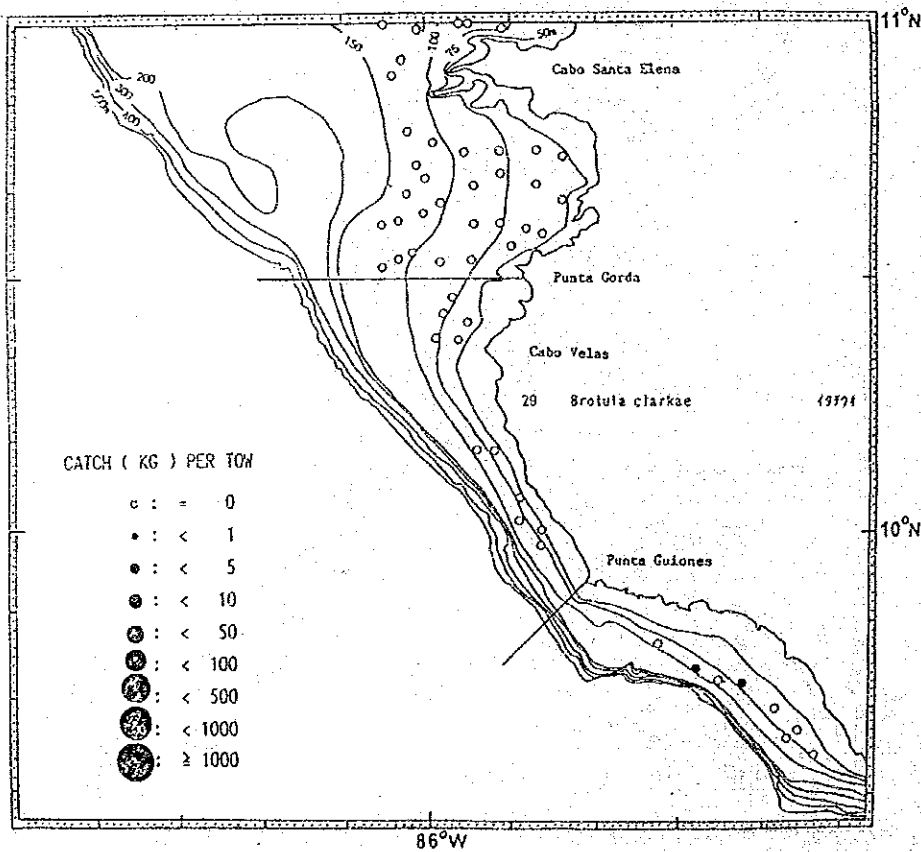 11°N
50m
75
100
150
Cabo Santa Elena
200
300
400
500m
Punta Gorda
Cabo Velas
29 Brotula clarkae
CATCH ( KG ) PER TOW
○ : = 0
● : < 1
● : < 5
● : < 10
● : < 50
● : < 100
● : < 500
● : < 1000
● : ≥ 1000
10°N
Punta Guiones
86°W